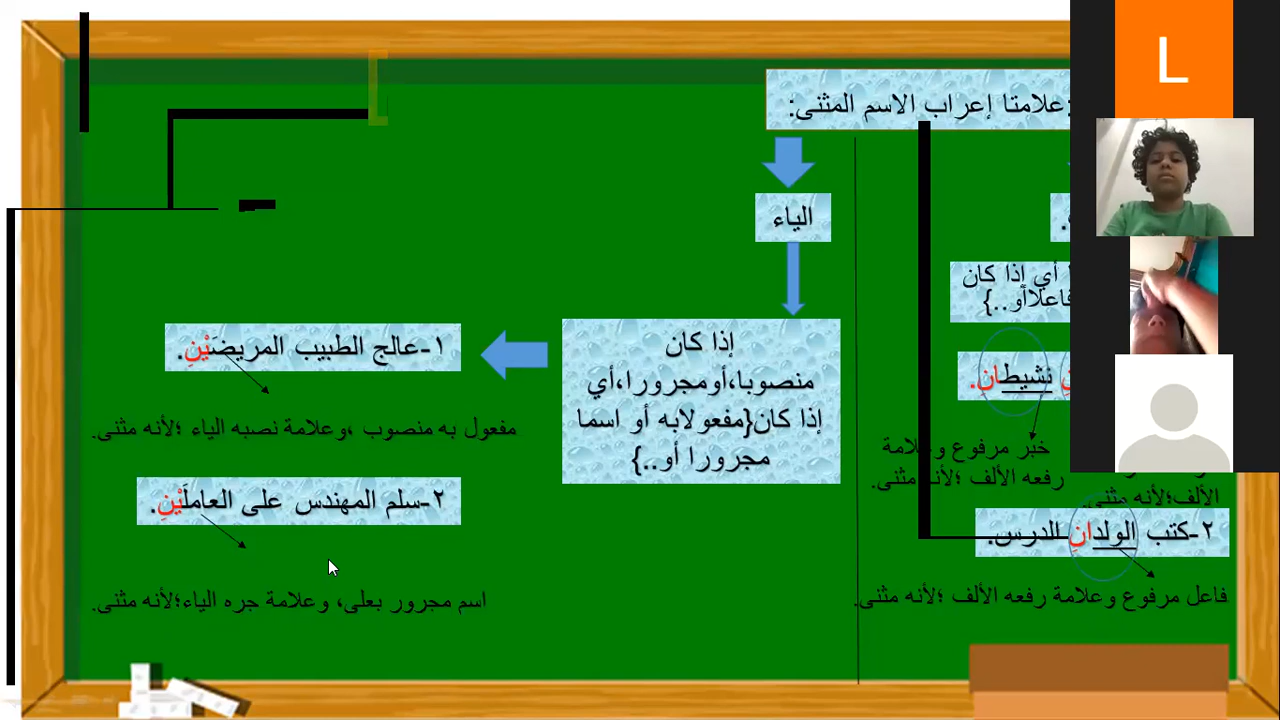 علامتا إعراب الاسم المثنى:
أي إذا كان
فاعلاأو..}
نشيطانِ.
خبر مرفوع وعلامة
رفعه الألف ؛لأنه مثنى.
الألف؛لأنه مثنى.
٢-كتب الولدانِ الدرس.
فاعل مرفوع وعلامة رفعه الألف ؛لأنه مثنى.
الياء
إذا كان
منصوبا،أومجرورا،أي
إذا كان{مفعولابه أو اسما
مجرورا أو..}
١-عالج الطبيب المريضَيْنِ.
مفعول به منصوب ،وعلامة نصبه الياء ؛لأنه مثنى.
٢-سلم المهندس على العاملَيْنِ.
اسم مجرور بعلى، وعلامة جره الياء؛لأنه مثنى.
L